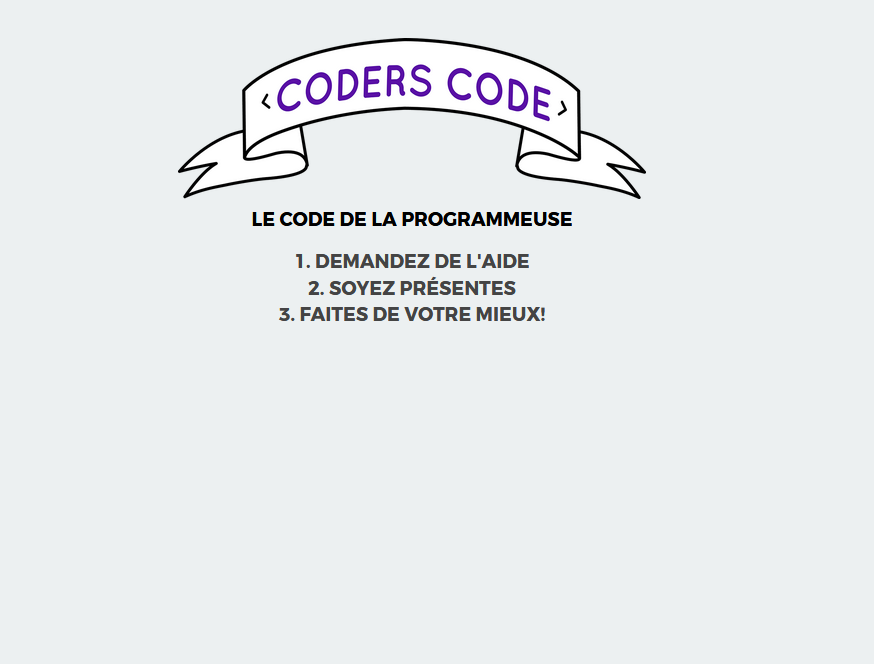 <CODERS CODE>
LE CODE DE LA PROGRAMMEUSE
1. DEMANDEZ DE L'AIDE
2. SOYEZ PRÉSENTES
3. FAITES DE VOTRE MIEUX!